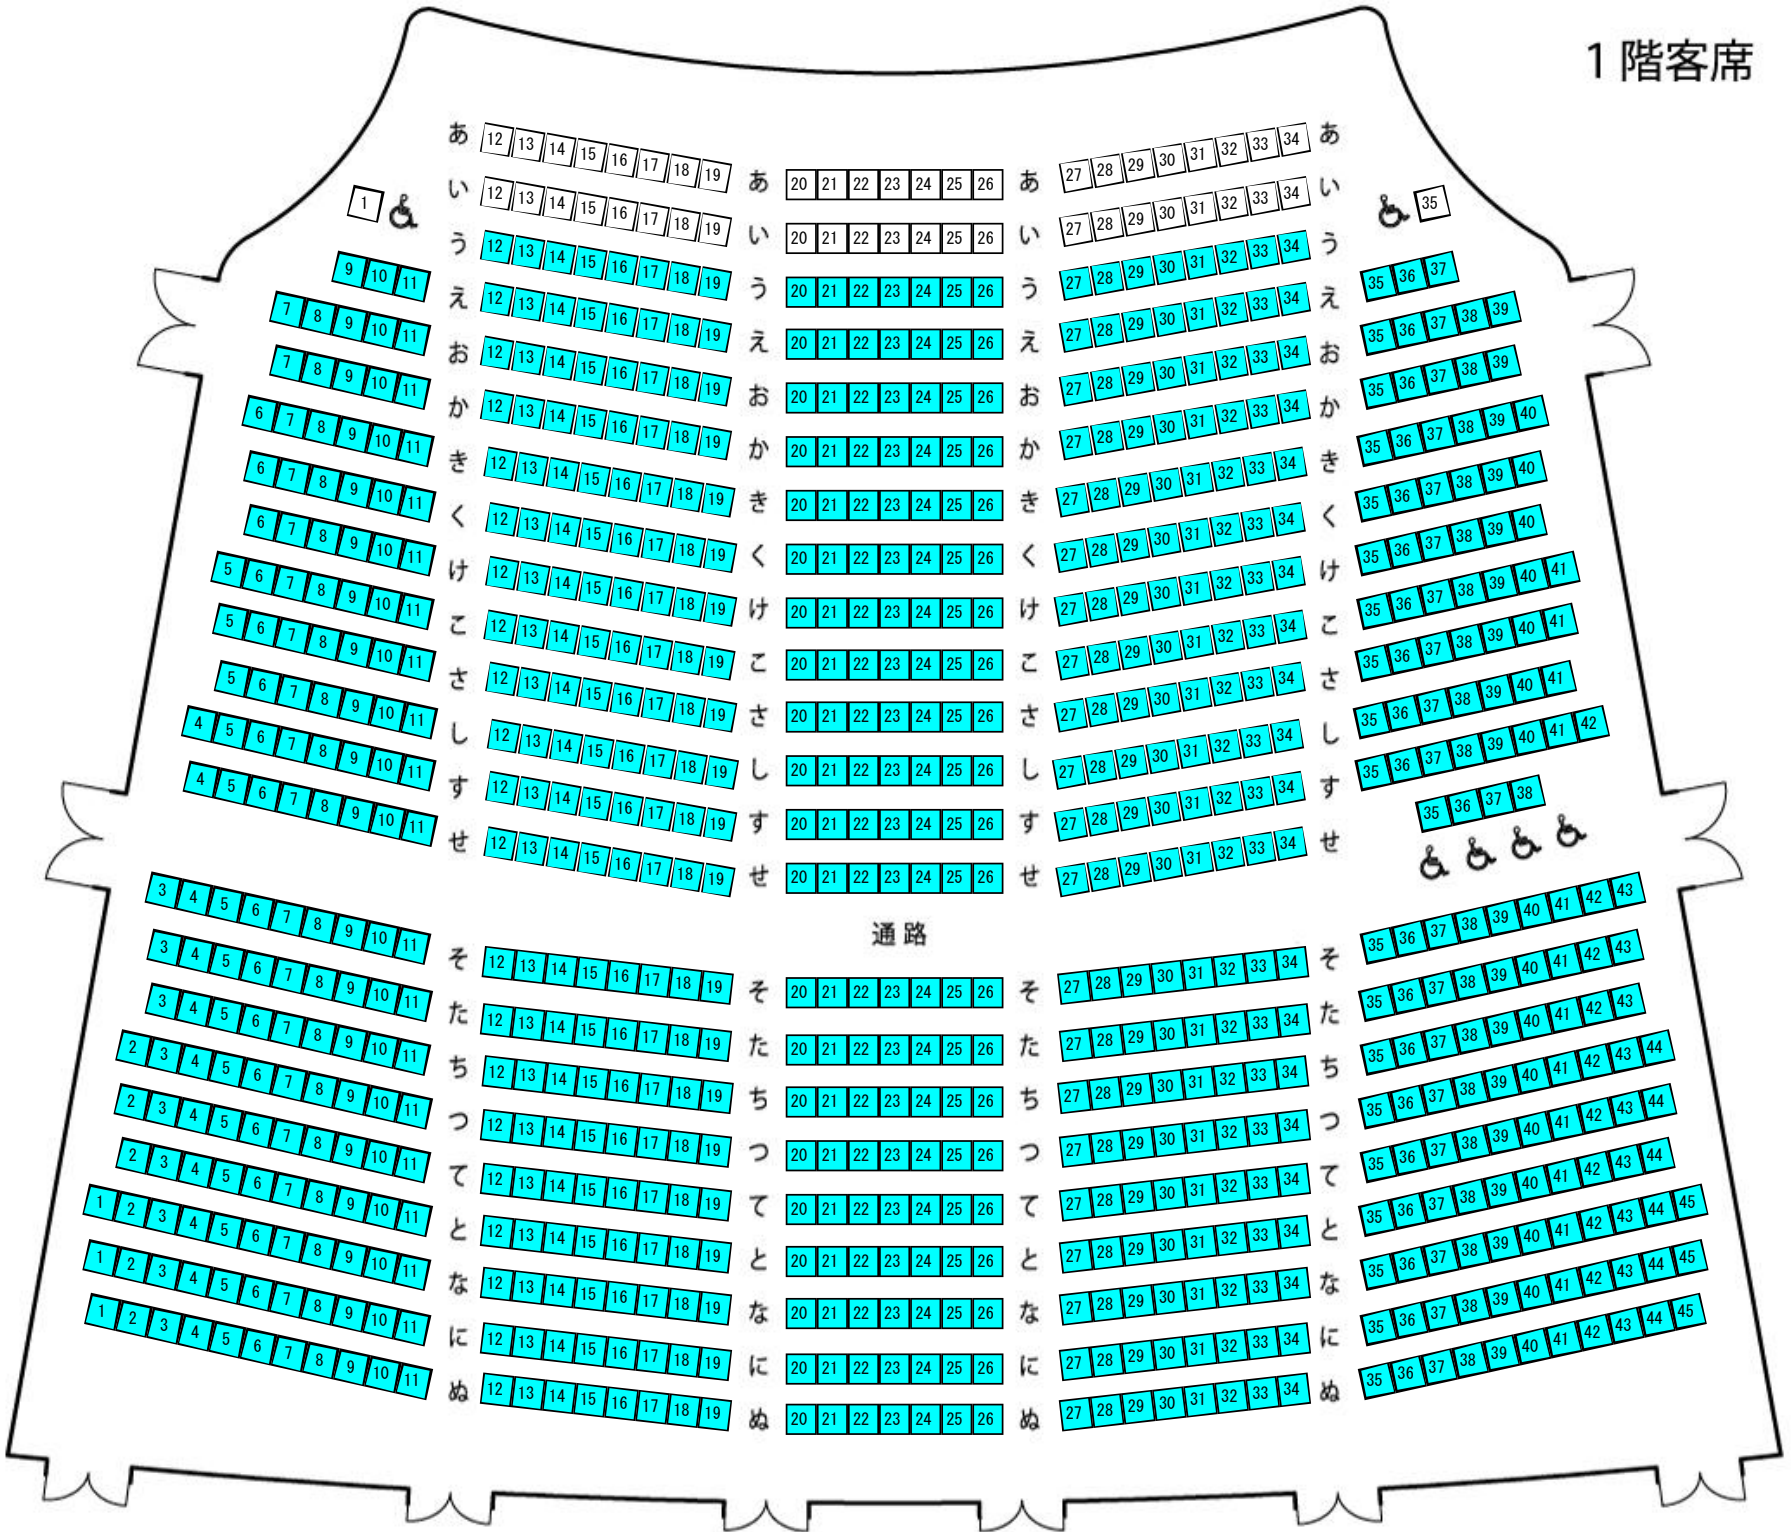 1 階客席
あ 12 13 14 15 16 17 18 19 あ 20 21 22 23 24 25 26 あ 27 28 29 30 31 32 33 34 あ
1 い 12 13 14 15 16 17 18 19 い 20 21 22 23 24 25 26 い 27 28 29 30 31 32 33 34 い 35
9 10 11 う 12 13 14 15 16 17 18 19 う 20 21 22 23 24 25 26 う 27 28 29 30 31 32 33 34 う 35 36 37
7 8 9 10 11 え 12 13 14 15 16 17 18 19 え 20 21 22 23 24 25 26 え 27 28 29 30 31 32 33 34 え 35 36 37 38 39
7 8 9 10 11 お 12 13 14 15 16 17 18 19 お 20 21 22 23 24 25 26 お 27 28 29 30 31 32 33 34 お 35 36 37 38 39
6 7 8 9 10 11 か 12 13 14 15 16 17 18 19 か 20 21 22 23 24 25 26 か 27 28 29 30 31 32 33 34 か 35 36 37 38 39 40
6 7 8 9 10 11 き 12 13 14 15 16 17 18 19 き 20 21 22 23 24 25 26 き 27 28 29 30 31 32 33 34 き 35 36 37 38 39 40
6 7 8 9 10 11 く 12 13 14 15 16 17 18 19 く 20 21 22 23 24 25 26 く 27 28 29 30 31 32 33 34 く 35 36 37 38 39 40
5 6 7 8 9 10 11 け 12 13 14 15 16 17 18 19 け 20 21 22 23 24 25 26 け 27 28 29 30 31 32 33 34 け 35 36 37 38 39 40 41
5 6 7 8 9 10 11 こ 12 13 14 15 16 17 18 19 こ 20 21 22 23 24 25 26 こ 27 28 29 30 31 32 33 34 こ 35 36 37 38 39 40 41
5 6 7 8 9 10 11 さ 12 13 14 15 16 17 18 19 さ 20 21 22 23 24 25 26 さ 27 28 29 30 31 32 33 34 さ 35 36 37 38 39 40 41
4 5 6 7 8 9 10 11 し 12 13 14 15 16 17 18 19 し 20 21 22 23 24 25 26 し 27 28 29 30 31 32 33 34 し 35 36 37 38 39 40 41 42
4 5 6 7 8 9 10 11 す 12 13 14 15 16 17 18 19 す 20 21 22 23 24 25 26 す 27 28 29 30 31 32 33 34 す 35 36 37 38
せ 12 13 14 15 16 17 18 19 せ 20 21 22 23 24 25 26 せ 27 28 29 30 31 32 33 34 せ
通路
3 4 5 6 7 8 9 10 11 そ 12 13 14 15 16 17 18 19 そ 20 21 22 23 24 25 26 そ 27 28 29 30 31 32 33 34 そ 35 36 37 38 39 40 41 42 43
3 4 5 6 7 8 9 10 11 た 12 13 14 15 16 17 18 19 た 20 21 22 23 24 25 26 た 27 28 29 30 31 32 33 34 た 35 36 37 38 39 40 41 42 43
3 4 5 6 7 8 9 10 11 ち 12 13 14 15 16 17 18 19 ち 20 21 22 23 24 25 26 ち 27 28 29 30 31 32 33 34 ち 35 36 37 38 39 40 41 42 43
2 3 4 5 6 7 8 9 10 11 つ 12 13 14 15 16 17 18 19 つ 20 21 22 23 24 25 26 つ 27 28 29 30 31 32 33 34 つ 35 36 37 38 39 40 41 42 43 44
2 3 4 5 6 7 8 9 10 11 て 12 13 14 15 16 17 18 19 て 20 21 22 23 24 25 26 て 27 28 29 30 31 32 33 34 て 35 36 37 38 39 40 41 42 43 44
2 3 4 5 6 7 8 9 10 11 と 12 13 14 15 16 17 18 19 と 20 21 22 23 24 25 26 と 27 28 29 30 31 32 33 34 と 35 36 37 38 39 40 41 42 43 44
1 2 3 4 5 6 7 8 9 10 11 な 12 13 14 15 16 17 18 19 な 20 21 22 23 24 25 26 な 27 28 29 30 31 32 33 34 な 35 36 37 38 39 40 41 42 43 44 45
1 2 3 4 5 6 7 8 9 10 11 に 12 13 14 15 16 17 18 19 に 20 21 22 23 24 25 26 に 27 28 29 30 31 32 33 34 に 35 36 37 38 39 40 41 42 43 44 45
1 2 3 4 5 6 7 8 9 10 11 ぬ 12 13 14 15 16 17 18 19 ぬ 20 21 22 23 24 25 26 ぬ 27 28 29 30 31 32 33 34 ぬ 35 36 37 38 39 40 41 42 43 44 45